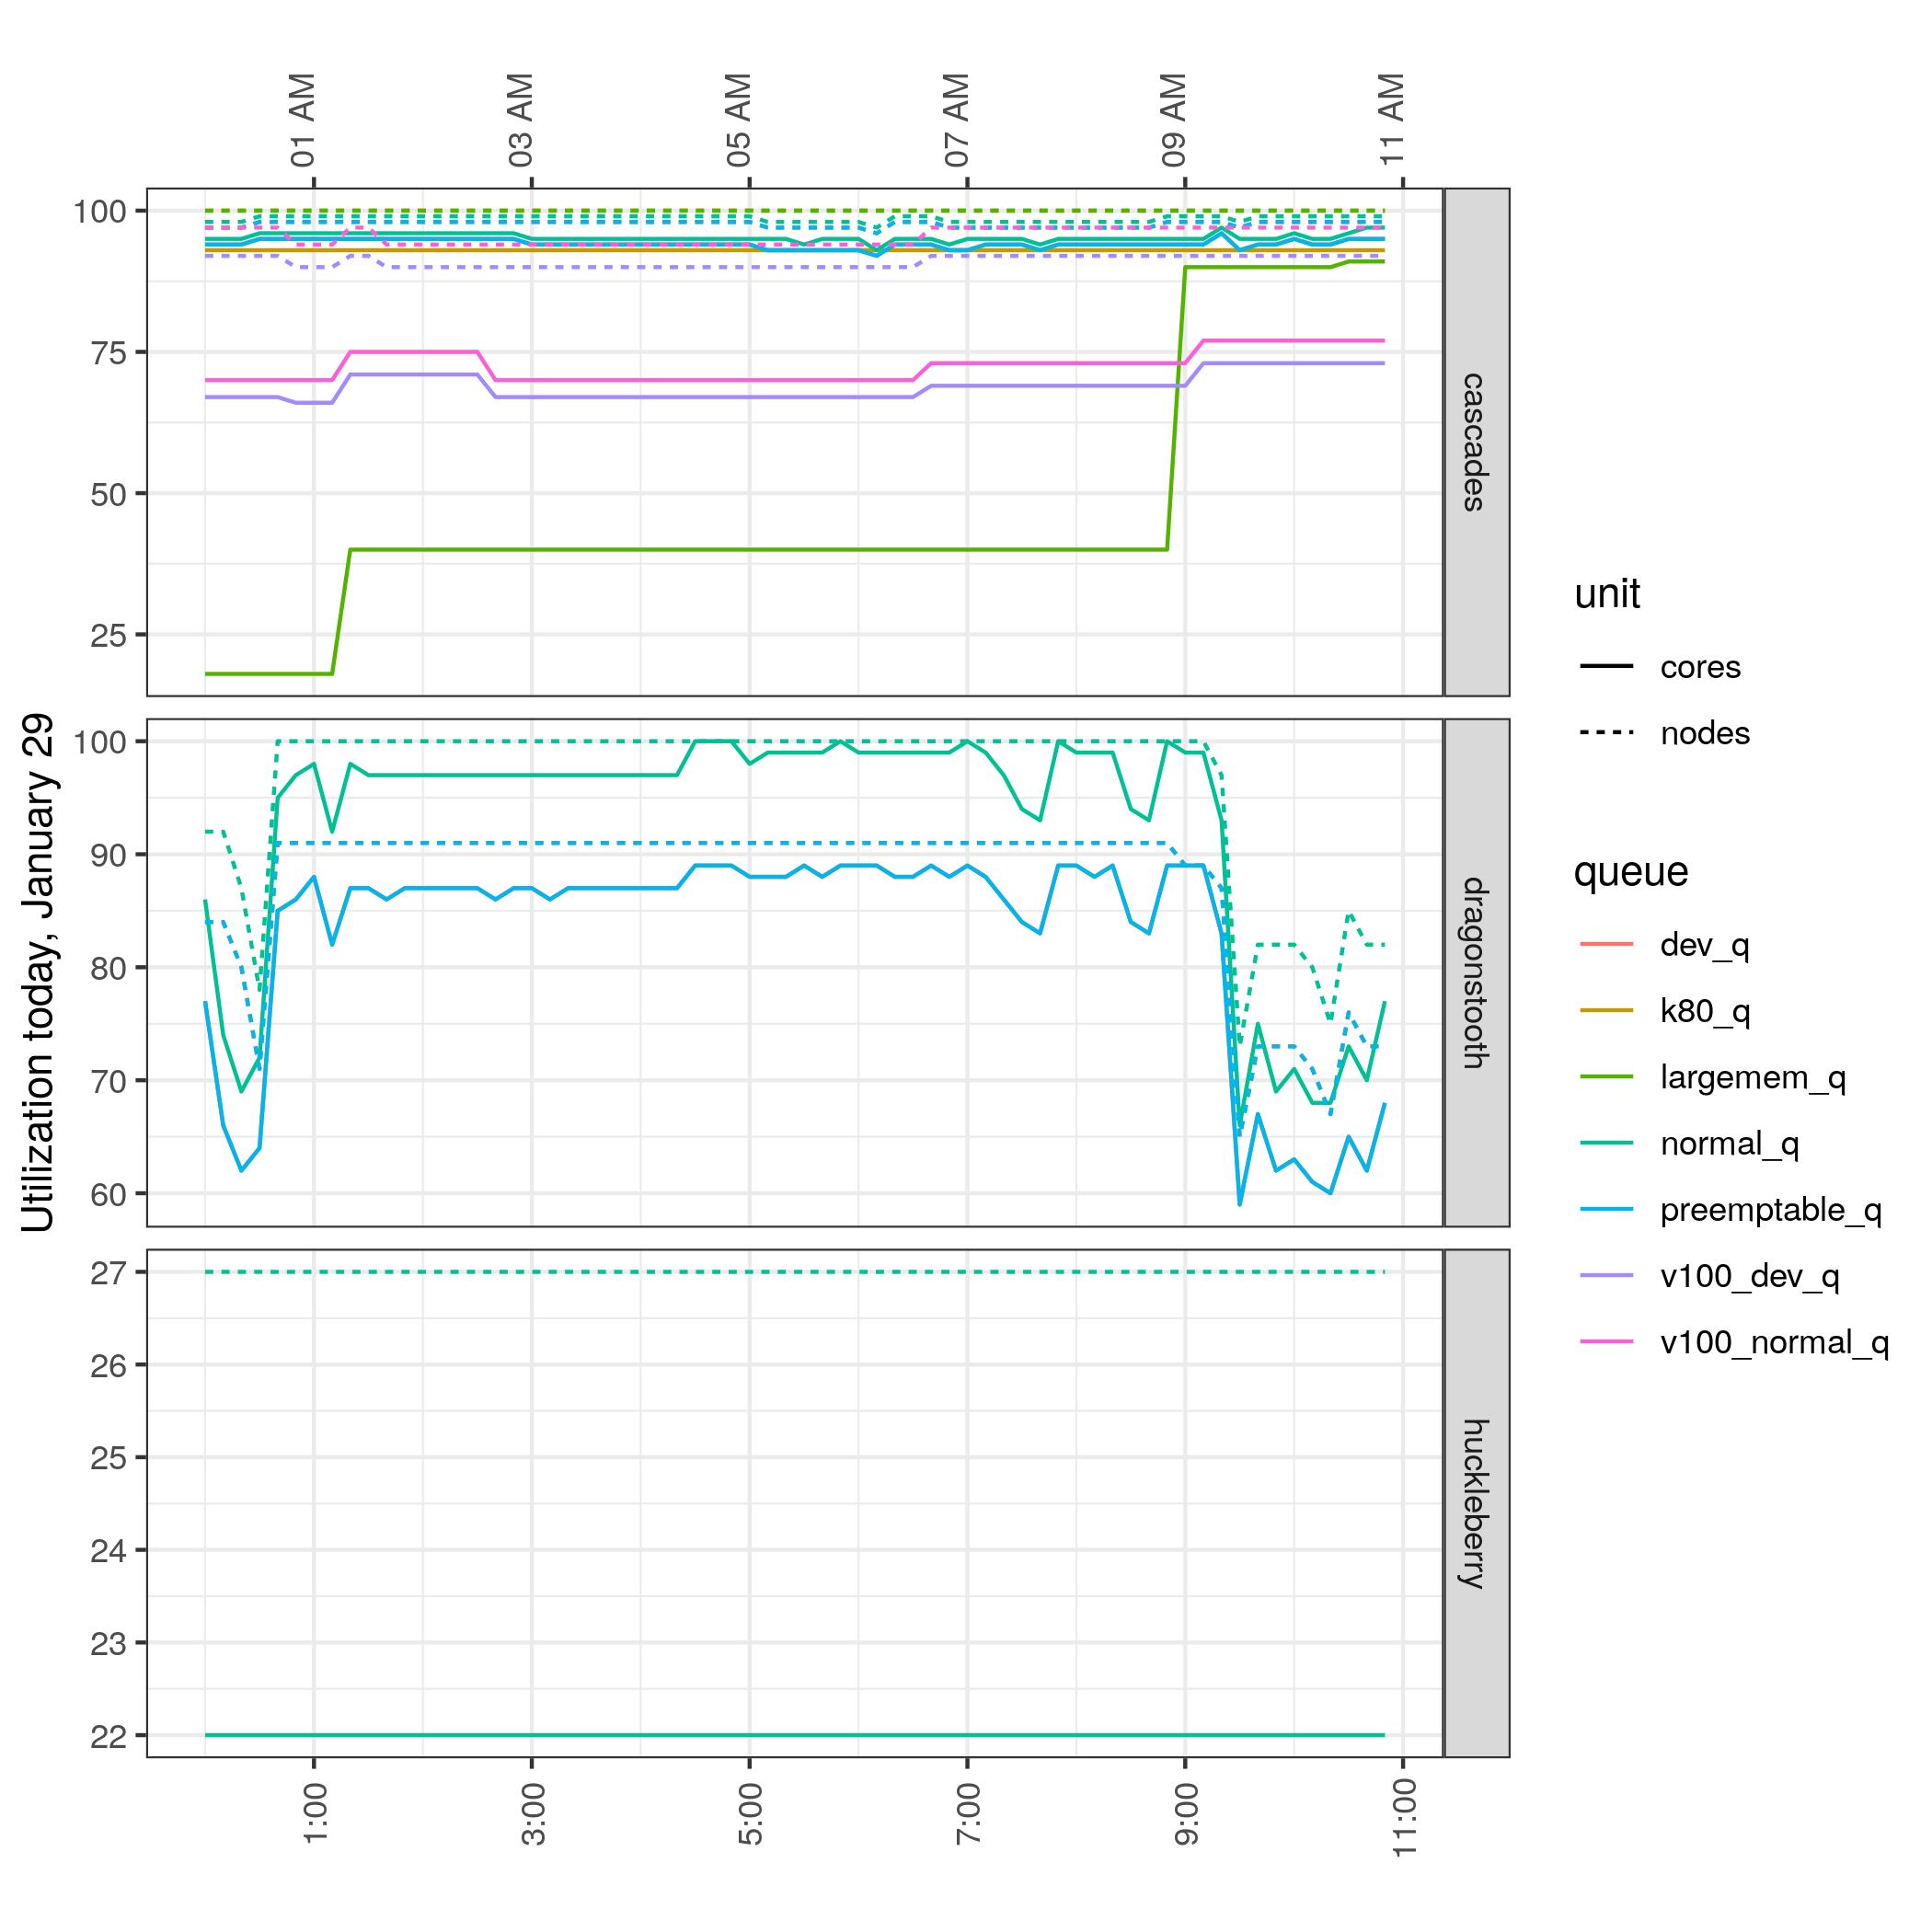 01 AM
03 AM
05 AM
07 AM
09 AM
11 AM
100
75
50
25
cascades
Utilization today, January 29
100
90
80
70
60
dragonstooth
27
26
25
24
23
22
huckleberry
1:00
3:00
5:00
7:00
9:00
11:00
unit
cores
nodes
queue
dev_q
k80_q
largemem_q
normal_q
preemptable_q
v100_dev_q
v100_normal_q